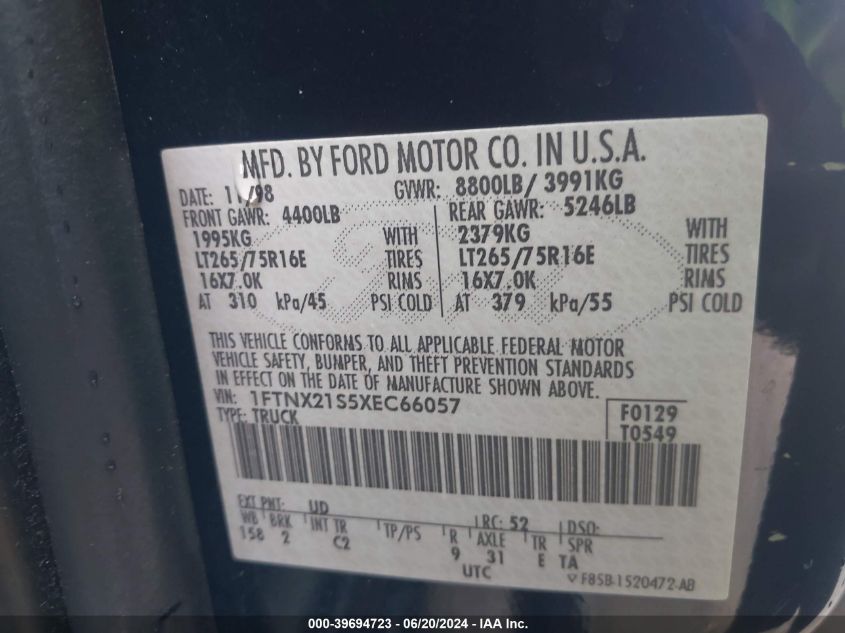 MFD. BY FORD MOTOR CO. IN U.S.A.
DATE: 11/98 GVWR: 8800LB/ 3991KG
FRONT GAWR: 4400LB REAR GAWR: 5246LB
1995KG WITH 2379KG WITH
LT265/75R16E TIRES LT265/75R16E TIRES
16X7.0K RIMS 16X7.0K RIMS
AT 310 kPa/45 PSI COLD AT 379 kPa/55 PSI COLD
THIS VEHICLE CONFORMS TO ALL APPLICABLE FEDERAL MOTOR
VEHICLE SAFETY, BUMPER, AND THEFT PREVENTION STANDARDS
IN EFFECT ON THE DATE OF MANUFACTURE SHOWN ABOVE.
VIN: 1FTNX21S5XEC66057
TYPE: TRUCK
F0129
T0549
EXT PNT: UD RC: 52 DSO:
WB BRK INT TR TP/PS R AXLE TR SPR
158 2 C2 9 31 E TA
UTC
F85B-1520472-AB
000-39694723 - 06/20/2024 - IAAI Inc.